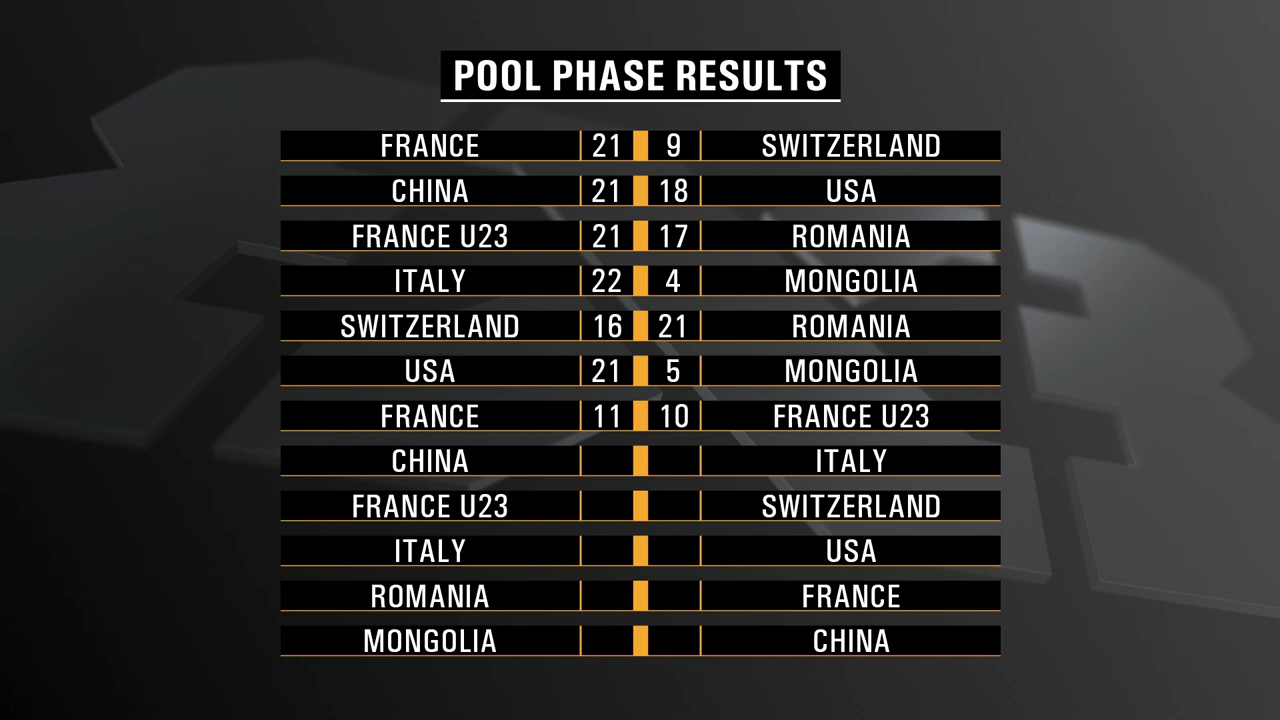 POOL PHASE RESULTS
FRANCE 21 9 SWITZERLAND
CHINA 21 18 USA
FRANCE U23 21 17 ROMANIA
ITALY 22 4 MONGOLIA
SWITZERLAND 16 21 ROMANIA
USA 21 5 MONGOLIA
FRANCE 11 10 FRANCE U23
CHINA ITALY
FRANCE U23 SWITZERLAND
ITALY USA
ROMANIA FRANCE
MONGOLIA CHINA